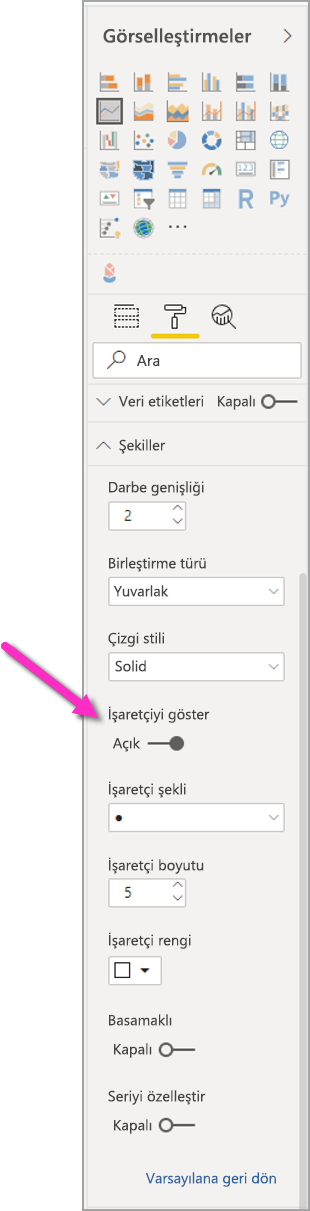 Görselleştirmeler
123
R
Py
Ara
Veri etiketleri Kapalı
Şekiller
Darbe genişliği
2
Birleştirme türü
Yuvarlak
Çizgi stili
Solid
İşaretçiyi göster
Açık
İşaretçi şekli
İşaretçi boyutu
5
İşaretçi rengi
Basamaklı
Kapalı
Seriyi özelleştir
Kapalı
Varsayılana geri dön